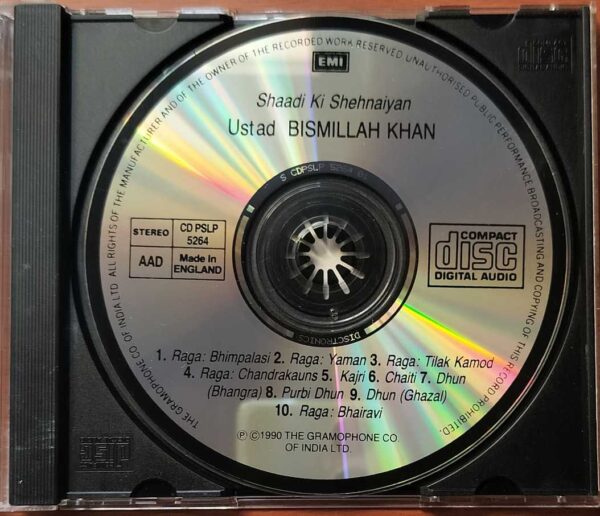 ALL RIGHTS OF THE MANUFACTURER AND OF THE OWNER OF THE RECORDED WORK RESERVED UNAUTHORISED PUBLIC PERFORMANCE BROADCASTING AND COPYING OF THIS RECORD PROHIBITED.
THE GRAMOPHONE CO OF INDIA LTD.
EMI
Shaadi Ki Shehnaiyan
Ustad BISMILLAH KHAN
S CDPSLP 5264
STEREO
CD PSLP
5264
AAD
Made in
ENGLAND
COMPACT
disc
DIGITAL AUDIO
DISCTRONICS
1. Raga: Bhimpalasi 2. Raga: Yaman 3. Raga: Tilak Kamod
4. Raga: Chandrakauns 5. Kajri 6. Chaiti 7. Dhun
(Bhangra) 8. Purbi Dhun 9. Dhun (Ghazal)
10. Raga: Bhairavi
Ⓟ ©1990 THE GRAMOPHONE CO.
OF INDIA LTD.